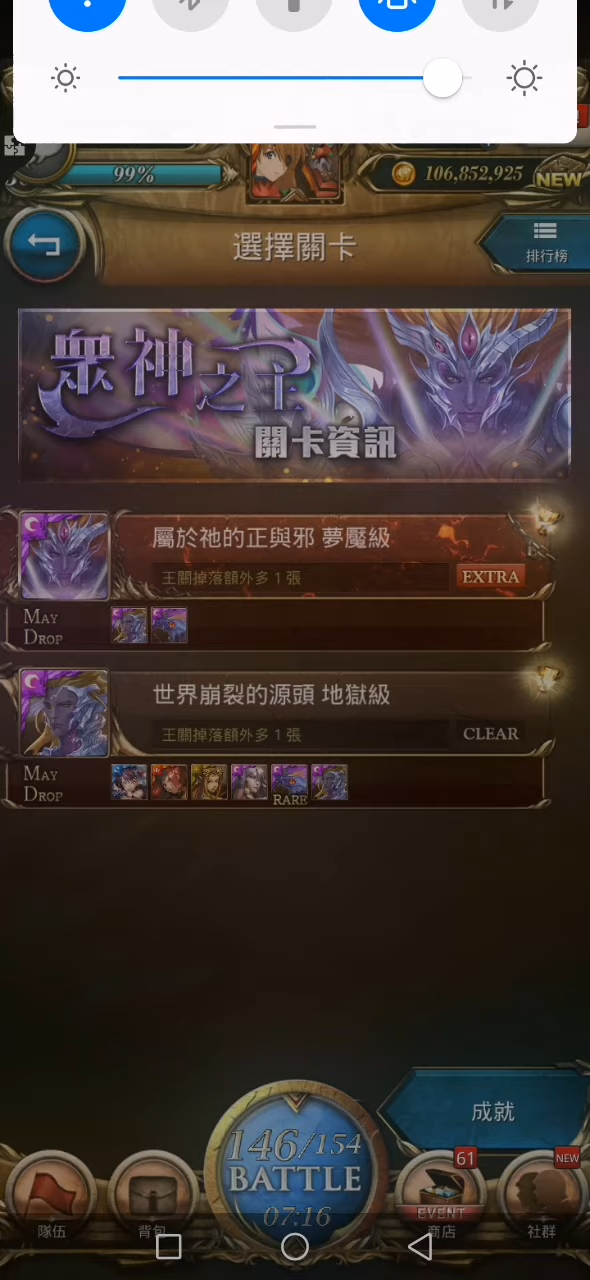 99%
106,852,925
NEW
選擇關卡
排行榜
眾神之主
關卡資訊
屬於祂的正與邪 夢魘級
王關掉落額外多 1 張
EXTRA
MAY
DROP
世界崩裂的源頭 地獄級
王關掉落額外多 1 張
CLEAR
MAY
DROP
RARE
成就
146/154
BATTLE
07:16
61
NEW
EVENT
隊伍
背包
商店
社群